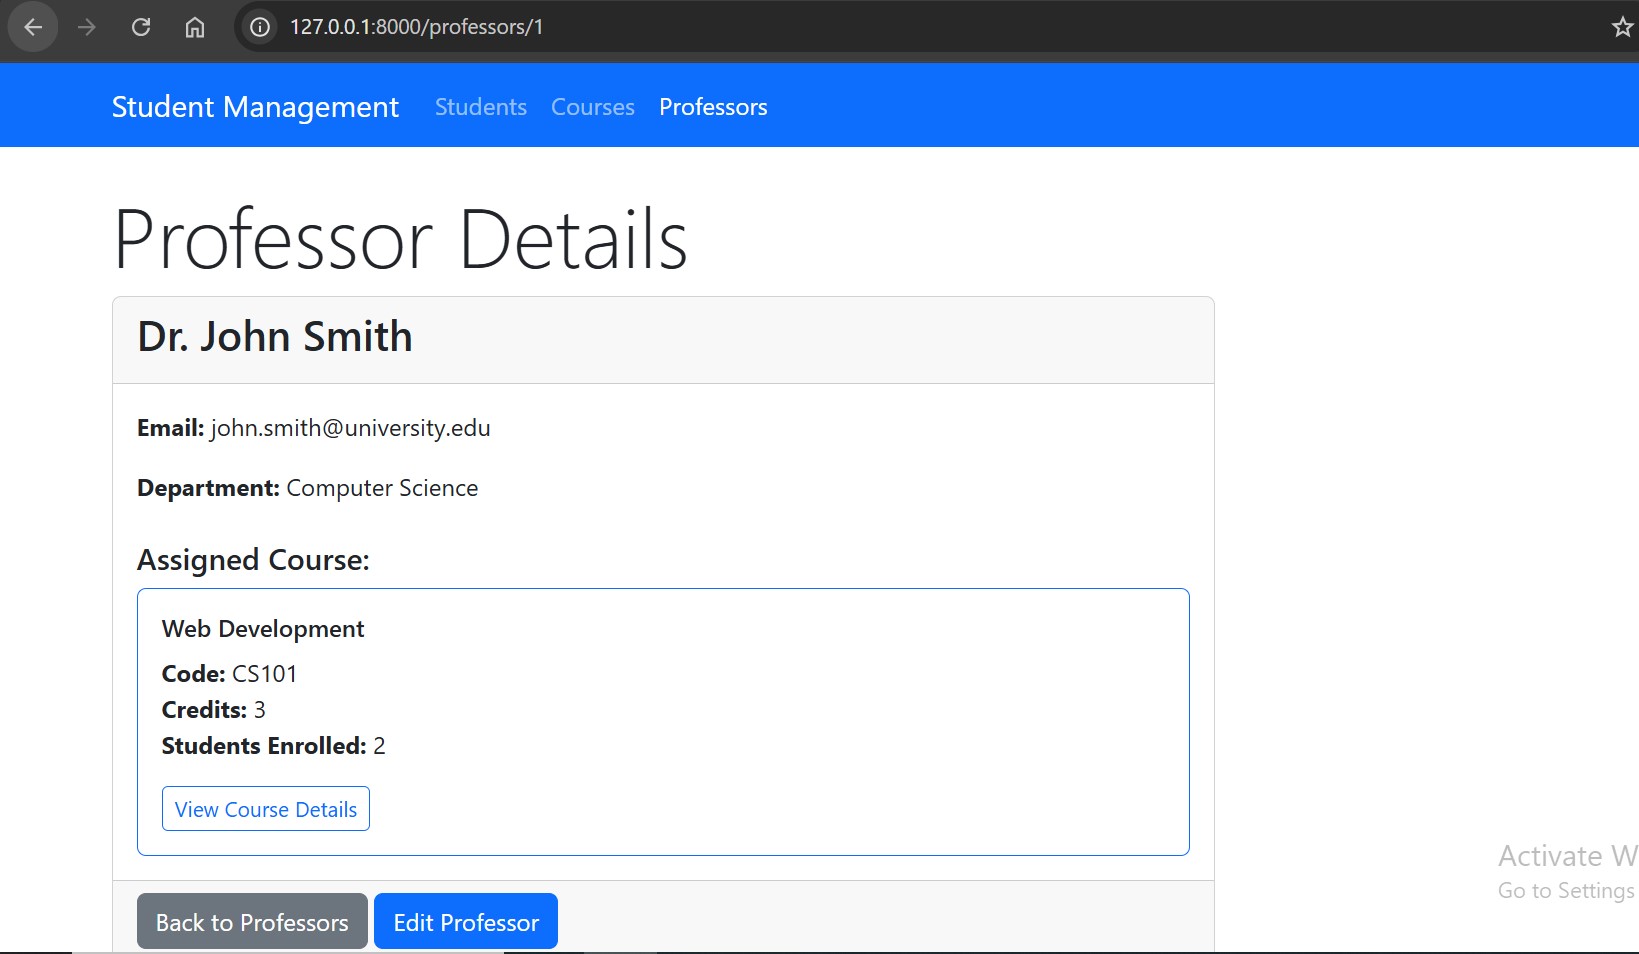 127.0.0.1:8000/professors/1
Student Management Students Courses Professors
Professor Details
Dr. John Smith
Email: john.smith@university.edu
Department: Computer Science
Assigned Course:
Web Development
Code: CS101
Credits: 3
Students Enrolled: 2
View Course Details
Activate W
Go to Settings
Back to Professors Edit Professor